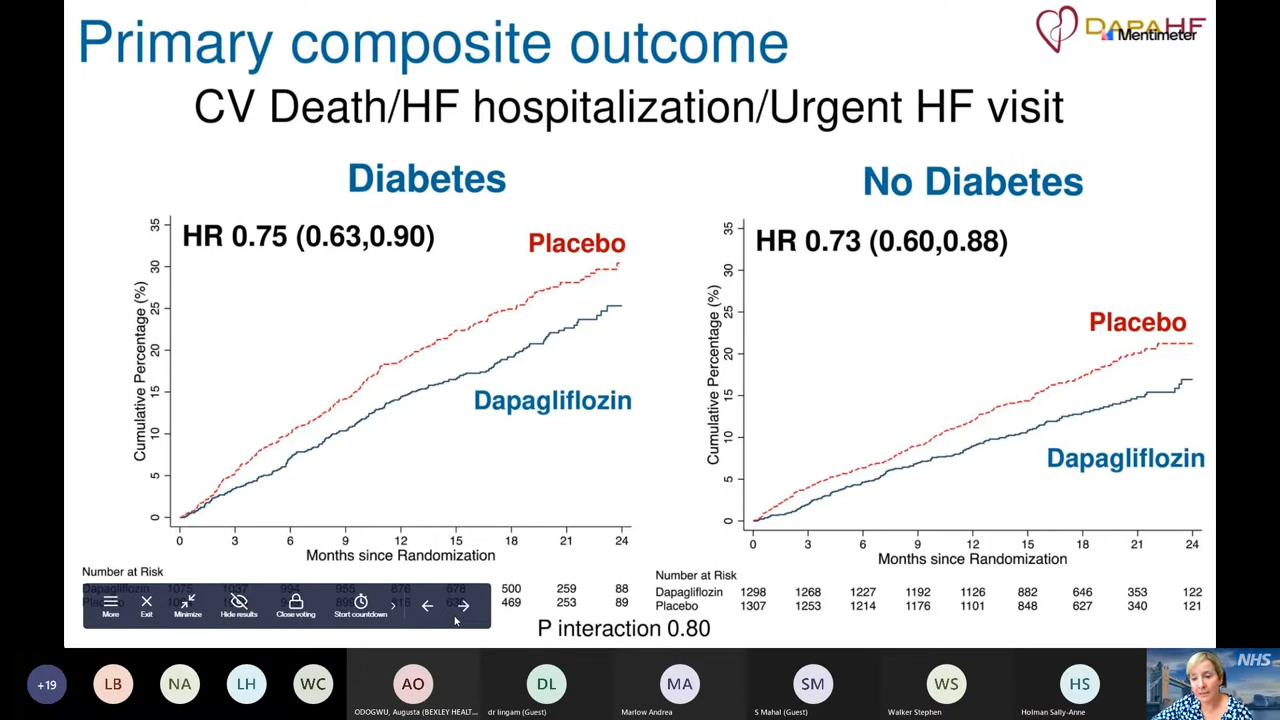 Primary composite outcome
DAPA HF
Mentimeter
CV Death/HF hospitalization/Urgent HF visit
Diabetes
HR 0.75 (0.63,0.90)
Placebo
Dapagliflozin
Cumulative Percentage (%)
35
30
25
20
15
10
5
0
0 3 6 9 12 15 18 21 24
Months since Randomization
Number at Risk
Dapagliflozin 1075 1037 500 259 88
469 253 89
No Diabetes
HR 0.73 (0.60,0.88)
Placebo
Dapagliflozin
Cumulative Percentage (%)
35
30
25
20
15
10
5
0
0 3 6 9 12 15 18 21 24
Months since Randomization
Number at Risk
Dapagliflozin 1298 1268 1227 1192 1126 882 646 353 122
Placebo 1307 1253 1214 1176 1101 848 627 340 121
More Exit Minimize Hide results Close voting Start countdown
P interaction 0.80
+19 LB NA LH WC AO DL MA SM WS HS
ODOGWU, Augusta (BEXLEY HEALT... dr lingam (Guest) Marlow Andrea S Mahal (Guest) Walker Stephen Holman Sally-Anne
NHS